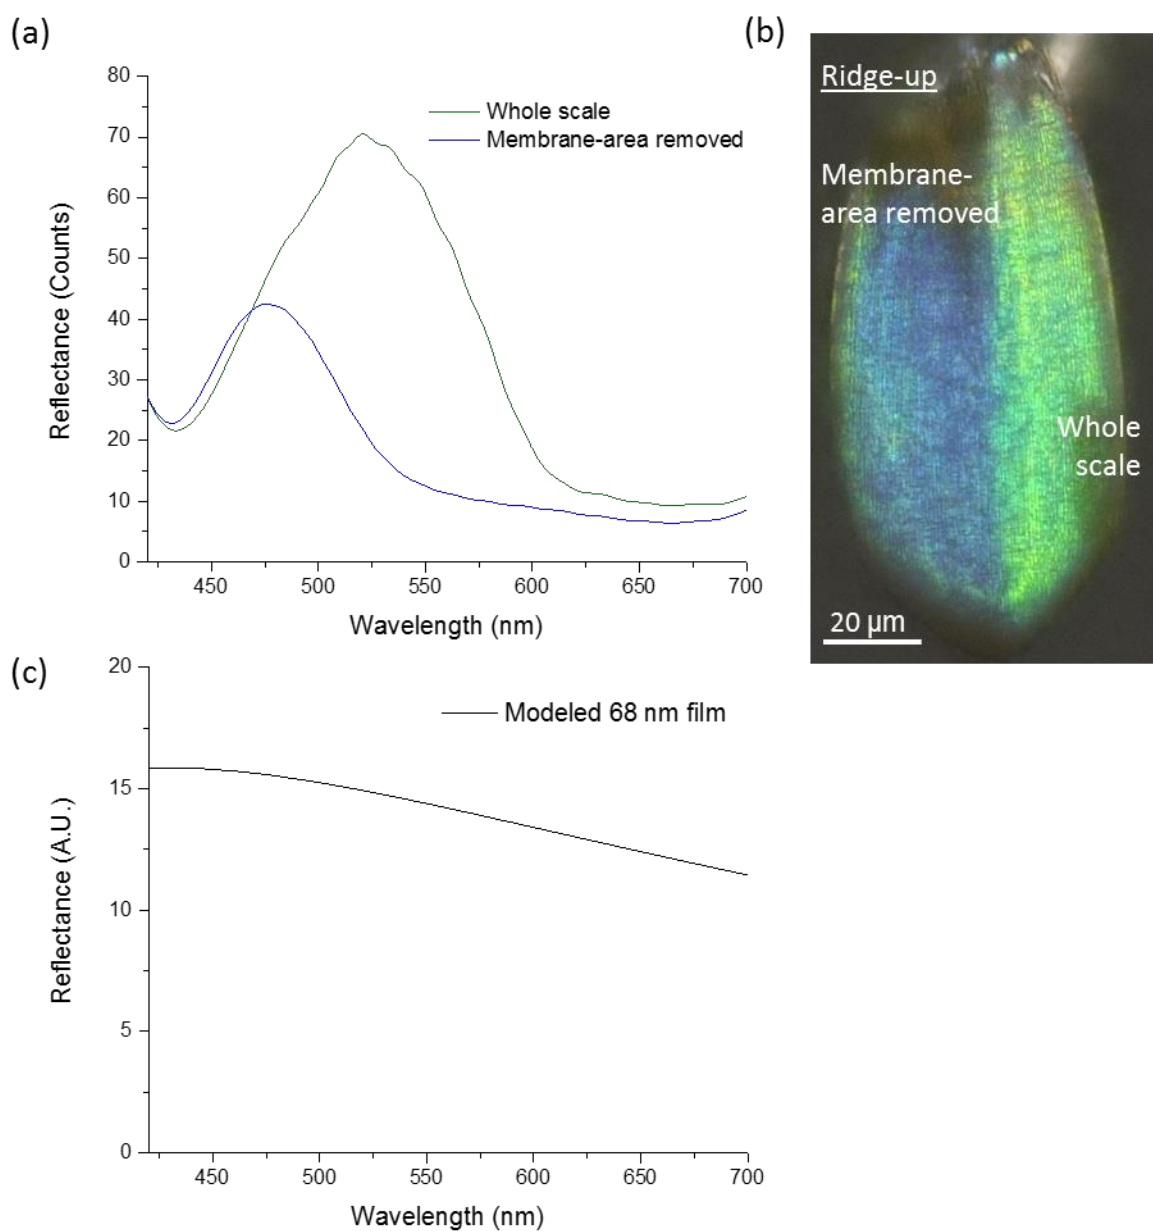 (a)
80
70
60
50
40
30
20
10
0
Reflectance (Counts)
Whole scale
Membrane-area removed
450
500
550
600
650
700
Wavelength (nm)
(b)
Ridge-up
Membrane-
area removed
Whole
scale
20 µm
(c)
20
15
10
5
0
Reflectance (A.U.)
Modeled 68 nm film
450
500
550
600
650
700
Wavelength (nm)